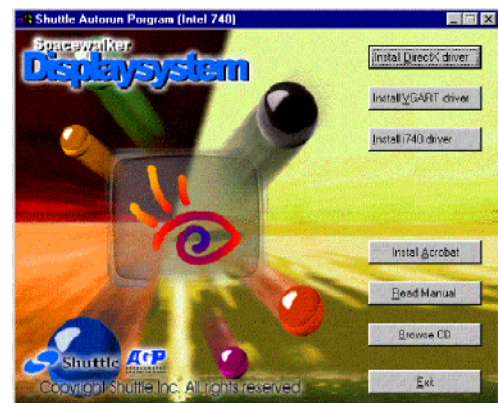 Shuttle Autorun Porgram (Intel 740)
Spacewalker
Displaysystem
Install DirectX driver
Install VGART driver
Install i740 driver
Install Acrobat
Read Manual
Browse CD
Exit
Shuttle AGP
Copyright Shuttle Inc. All rights reserved